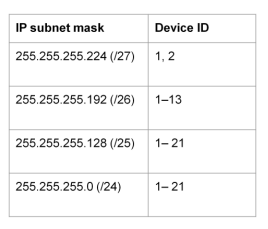 IP subnet mask Device ID
255.255.255.224 (/27) 1, 2
255.255.255.192 (/26) 1–13
255.255.255.128 (/25) 1– 21
255.255.255.0 (/24) 1– 21